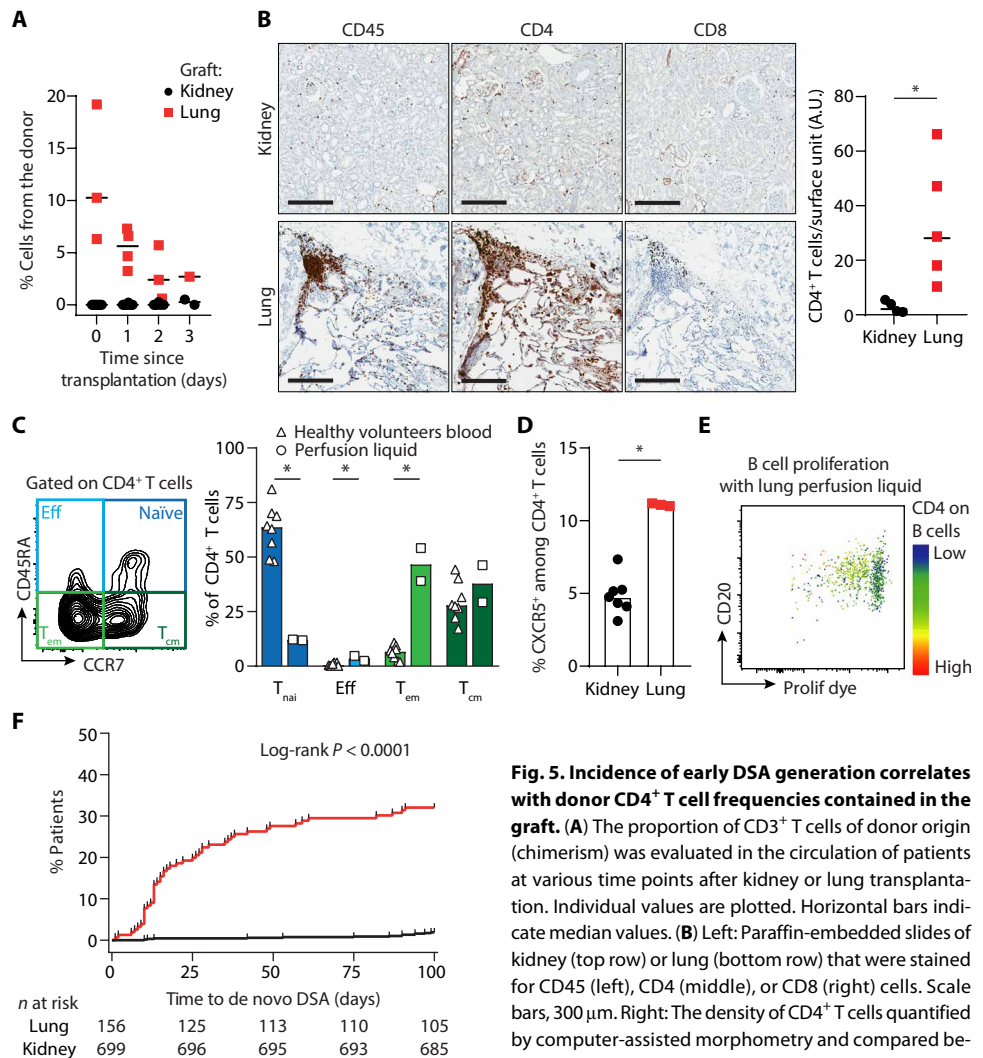 A
Graft:
Kidney
Lung
% Cells from the donor
20
15
10
5
0
0 1 2 3
Time since
transplantation (days)
B
CD45 CD4 CD8
Kidney
Lung
CD4⁺ T cells/surface unit (A.U.)
80
60
40
20
0
*
Kidney Lung
C
Gated on CD4⁺ T cells
Eff Naïve
Tem Tcm
CD45RA
CCR7
Healthy volunteers blood
Perfusion liquid
% of CD4⁺ T cells
100
75
50
25
0
* * *
Tnai Eff Tem Tcm
D
% CXCR5⁺ among CD4⁺ T cells
15
10
5
0
*
Kidney Lung
E
B cell proliferation
with lung perfusion liquid
CD4 on
B cells
Low
High
CD20
Prolif dye
F
Log-rank P < 0.0001
% Patients
50
40
30
20
10
0
0 25 50 75 100
Time to de novo DSA (days)
n at risk
Lung 156 125 113 110 105
Kidney 699 696 695 693 685
Fig. 5. Incidence of early DSA generation correlates
with donor CD4⁺ T cell frequencies contained in the
graft. (A) The proportion of CD3⁺ T cells of donor origin
(chimerism) was evaluated in the circulation of patients
at various time points after kidney or lung transplanta-
tion. Individual values are plotted. Horizontal bars indi-
cate median values. (B) Left: Paraffin-embedded slides of
kidney (top row) or lung (bottom row) that were stained
for CD45 (left), CD4 (middle), or CD8 (right) cells. Scale
bars, 300 μm. Right: The density of CD4⁺ T cells quantified
by computer-assisted morphometry and compared be-